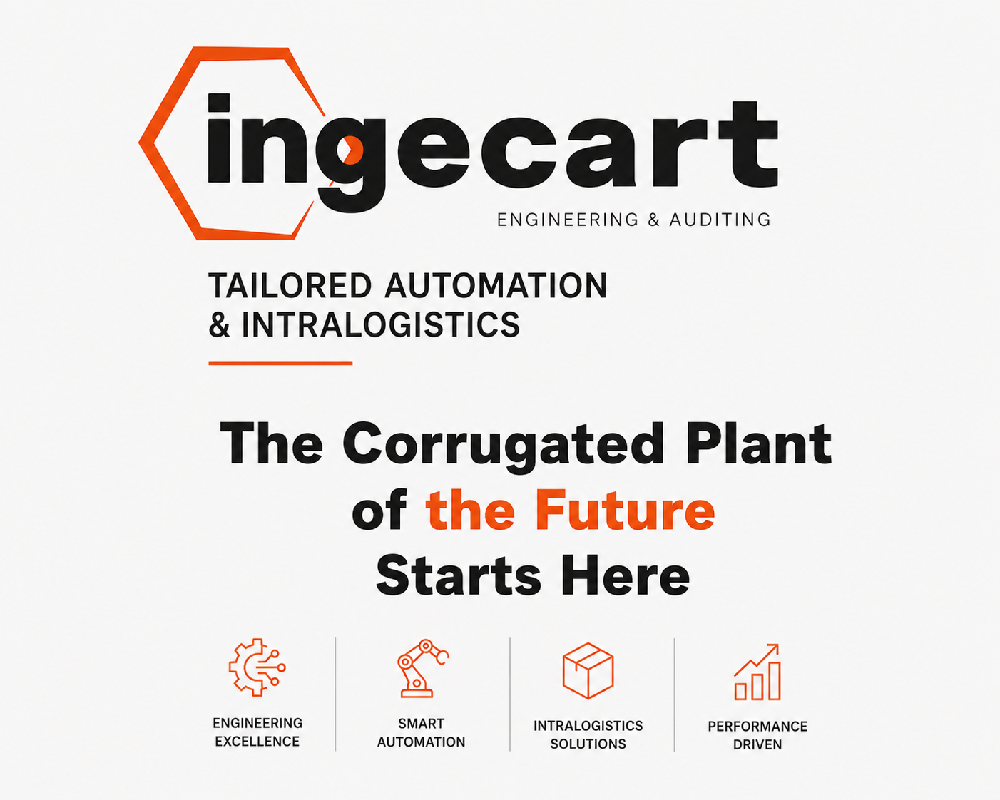 ingecart
ENGINEERING & AUDITING
TAILORED AUTOMATION
& INTRALOGISTICS
The Corrugated Plant
of the Future
Starts Here
ENGINEERING
EXCELLENCE
SMART
AUTOMATION
INTRALOGISTICS
SOLUTIONS
PERFORMANCE
DRIVEN